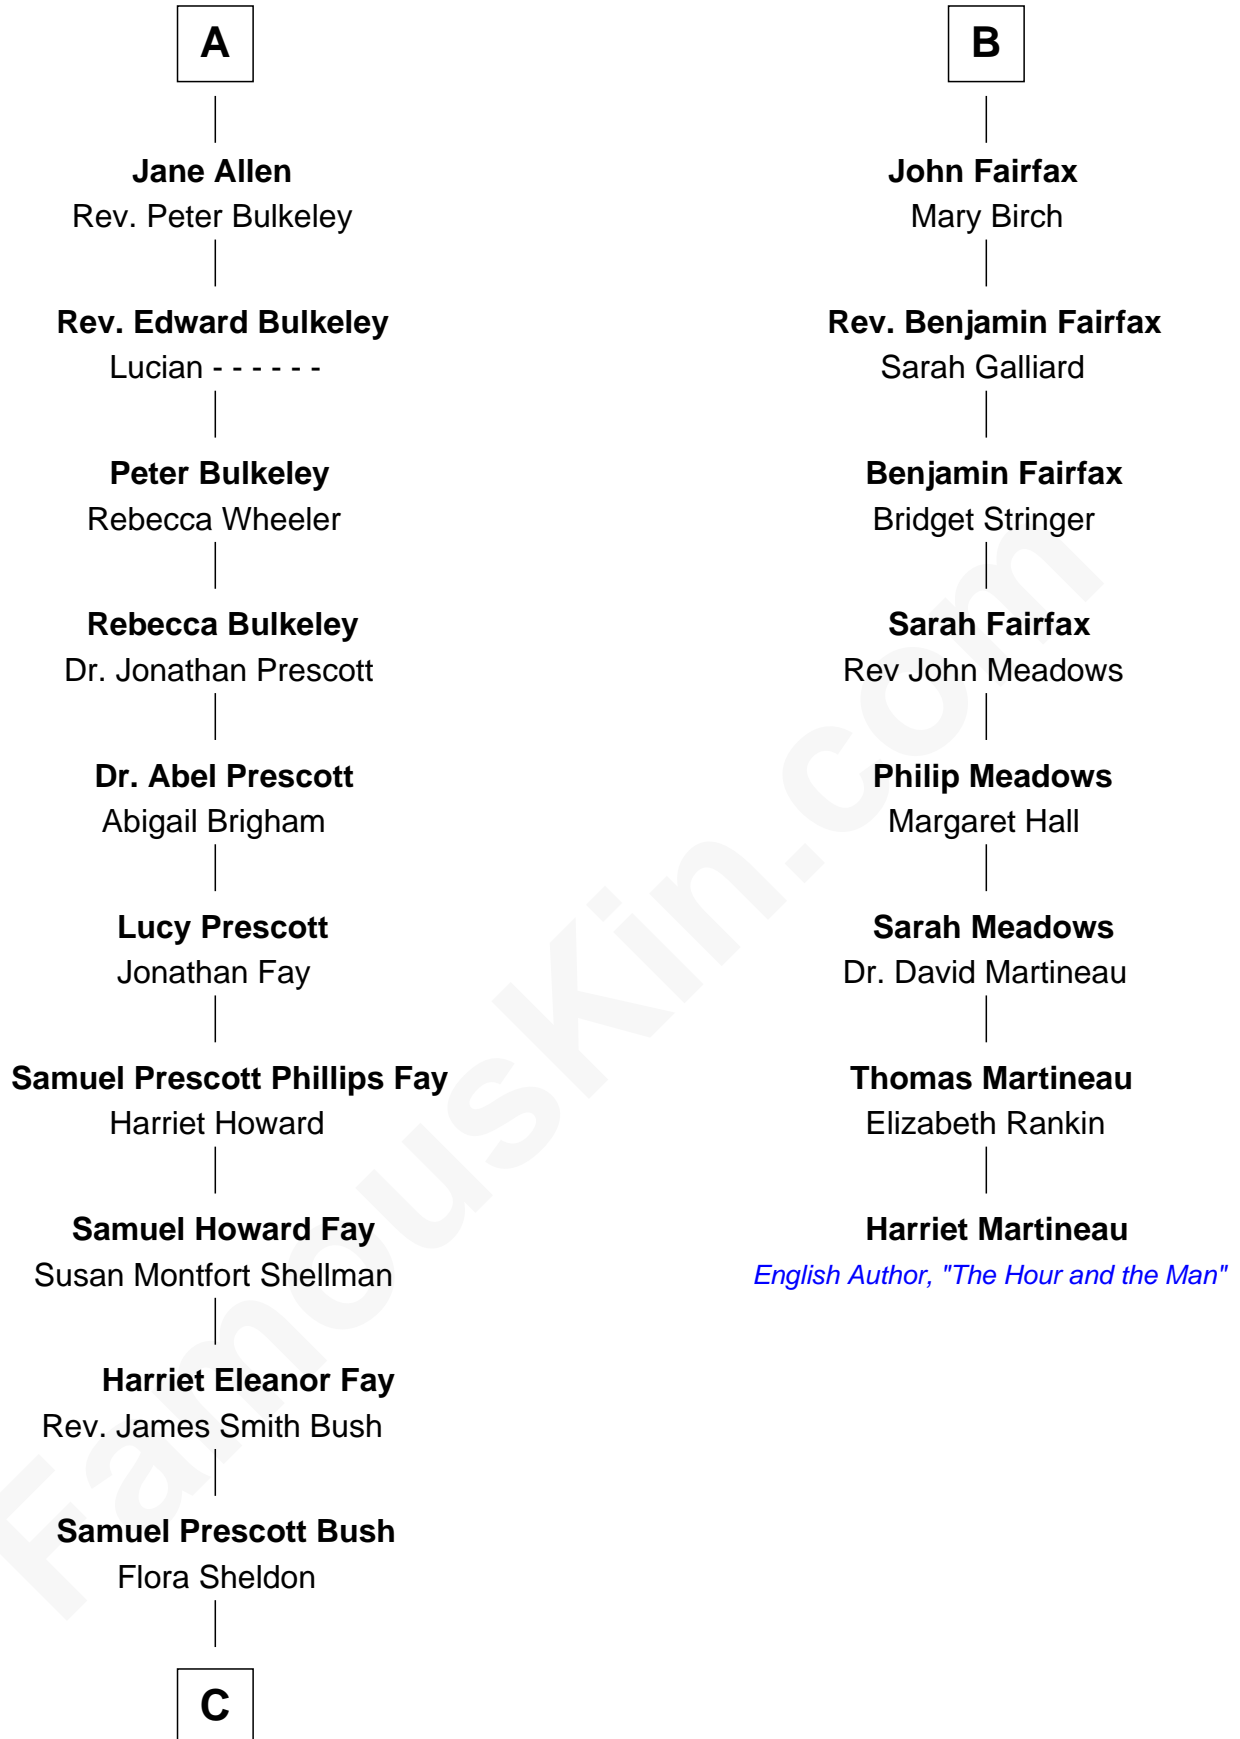 A
Jane Allen
Rev. Peter Bulkeley
Rev. Edward Bulkeley
Lucian - - - - - -
Peter Bulkeley
Rebecca Wheeler
Rebecca Bulkeley
Dr. Jonathan Prescott
Dr. Abel Prescott
Abigail Brigham
Lucy Prescott
Jonathan Fay
Samuel Prescott Phillips Fay
Harriet Howard
Samuel Howard Fay
Susan Montfort Shellman
Harriet Eleanor Fay
Rev. James Smith Bush
Samuel Prescott Bush
Flora Sheldon
C
B
John Fairfax
Mary Birch
Rev. Benjamin Fairfax
Sarah Galliard
Benjamin Fairfax
Bridget Stringer
Sarah Fairfax
Rev John Meadows
Philip Meadows
Margaret Hall
Sarah Meadows
Dr. David Martineau
Thomas Martineau
Elizabeth Rankin
Harriet Martineau
English Author, "The Hour and the Man"
FamousKin.com